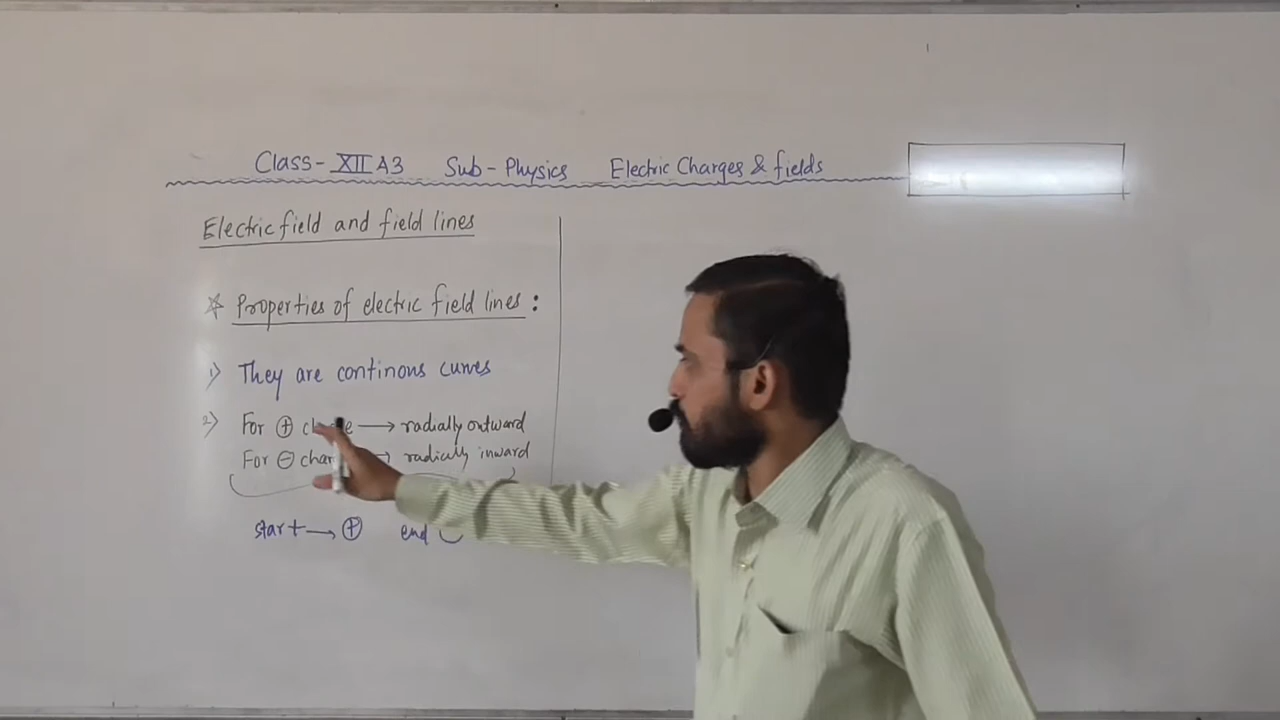 Class - XII A3 Sub - Physics Electric Charges & fields
Electric field and field lines
☆ Properties of electric field lines :
1) They are continous curves
2) For ⊕ → radially outward
For ⊖ → radially inward
start → ⊕ end